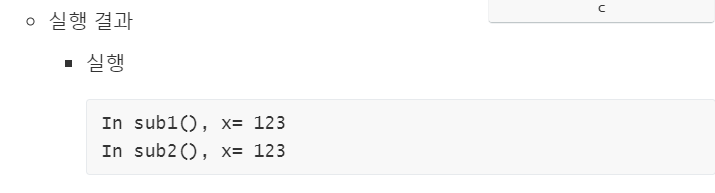 실행 결과
c
실행
In sub1(), x= 123
In sub2(), x= 123